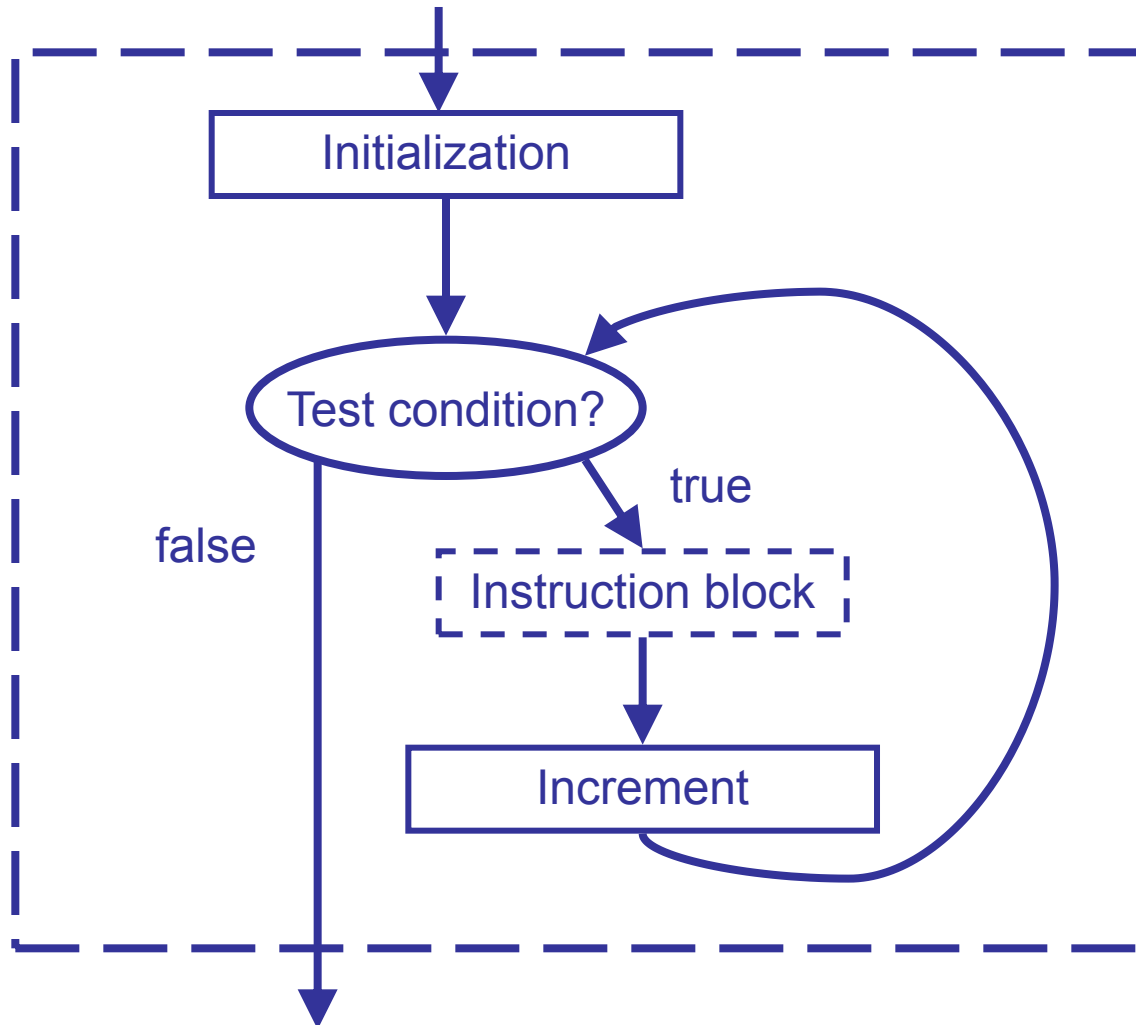 Initialization
Test condition?
true
false
Instruction block
Increment